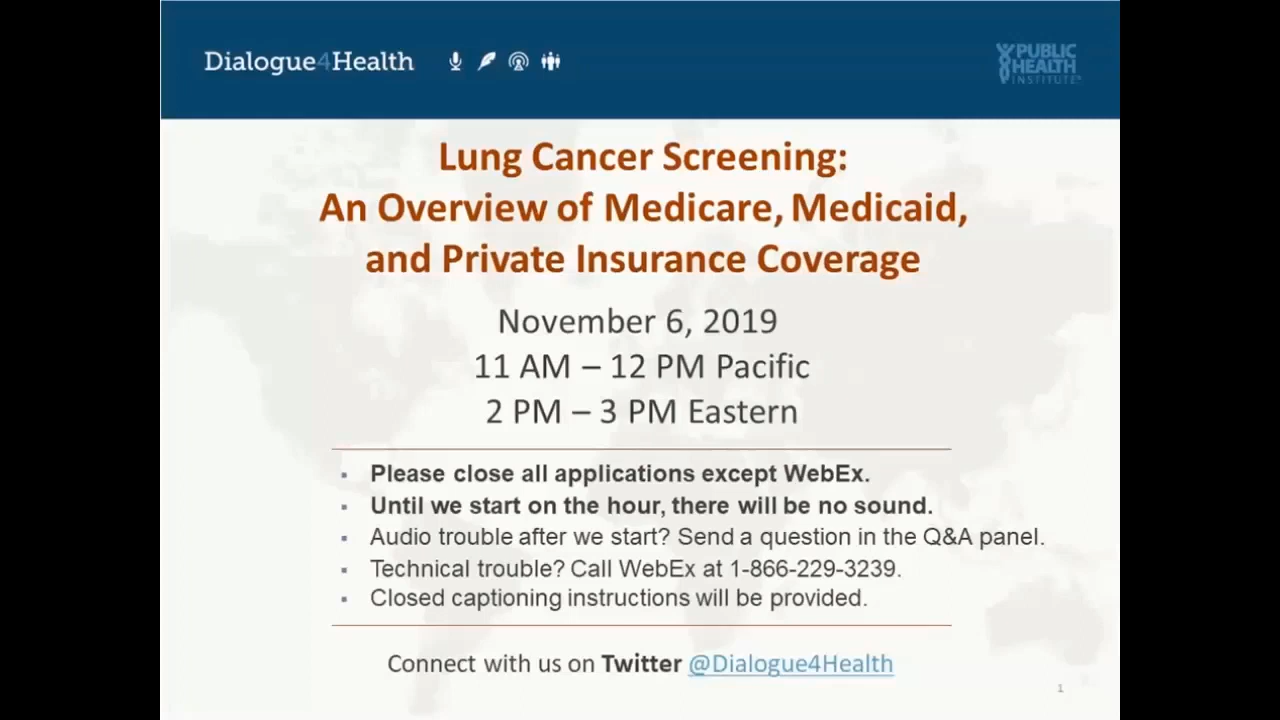 Dialogue4Health
PUBLIC
HEALTH
INSTITUTE
Lung Cancer Screening:
An Overview of Medicare, Medicaid,
and Private Insurance Coverage
November 6, 2019
11 AM – 12 PM Pacific
2 PM – 3 PM Eastern
▪ Please close all applications except WebEx.
▪ Until we start on the hour, there will be no sound.
▪ Audio trouble after we start? Send a question in the Q&A panel.
▪ Technical trouble? Call WebEx at 1-866-229-3239.
▪ Closed captioning instructions will be provided.
Connect with us on Twitter @Dialogue4Health
1